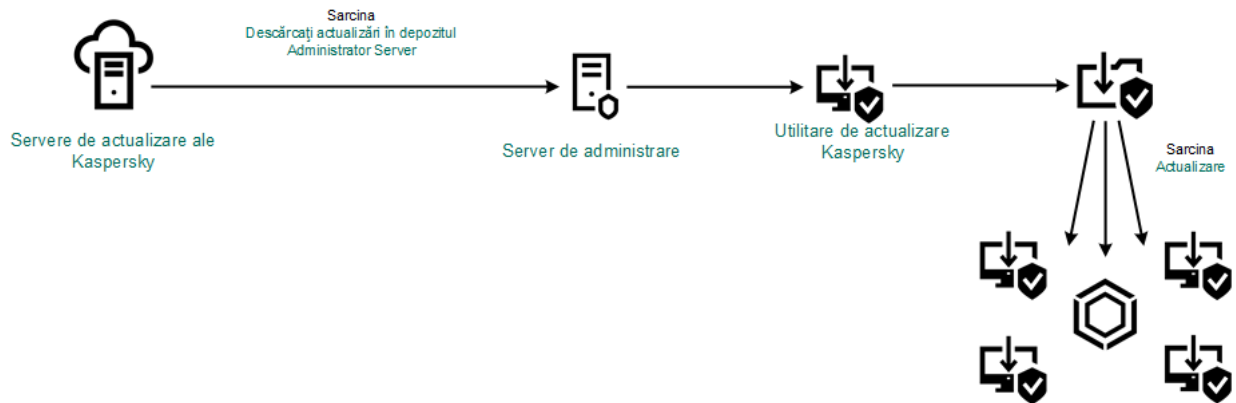 Sarcina
Descărcați actualizări în depozitul
Administrator Server
Servere de actualizare ale
Kaspersky
Server de administrare
Utilitare de actualizare
Kaspersky
Sarcina
Actualizare